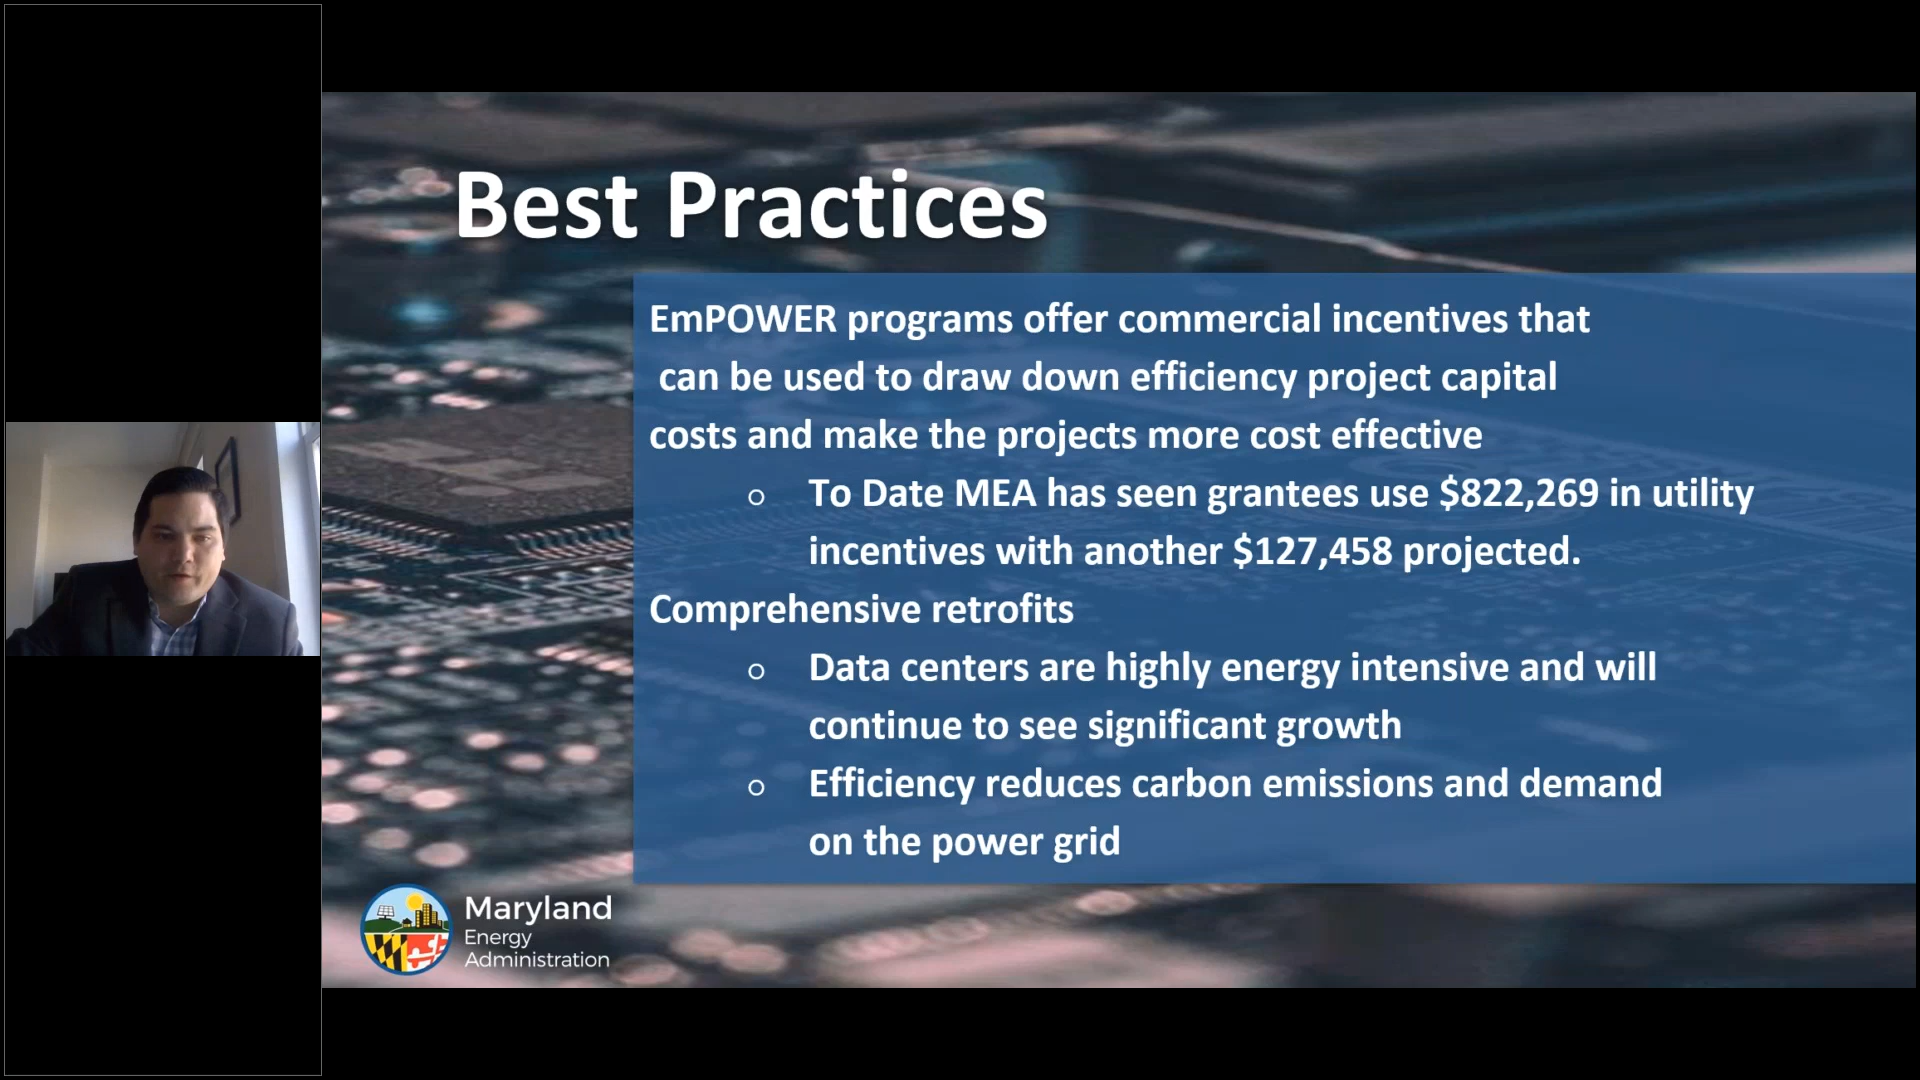 Best Practices
EmPOWER programs offer commercial incentives that
can be used to draw down efficiency project capital
costs and make the projects more cost effective
○ To Date MEA has seen grantees use $822,269 in utility
incentives with another $127,458 projected.
Comprehensive retrofits
○ Data centers are highly energy intensive and will
continue to see significant growth
○ Efficiency reduces carbon emissions and demand
on the power grid
Maryland
Energy
Administration